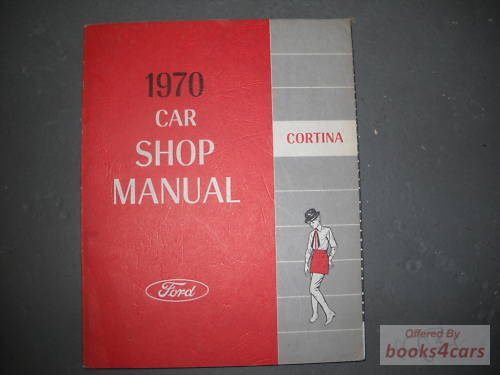 1970
CAR
SHOP
MANUAL
Ford
CORTINA
Offered By
books4cars